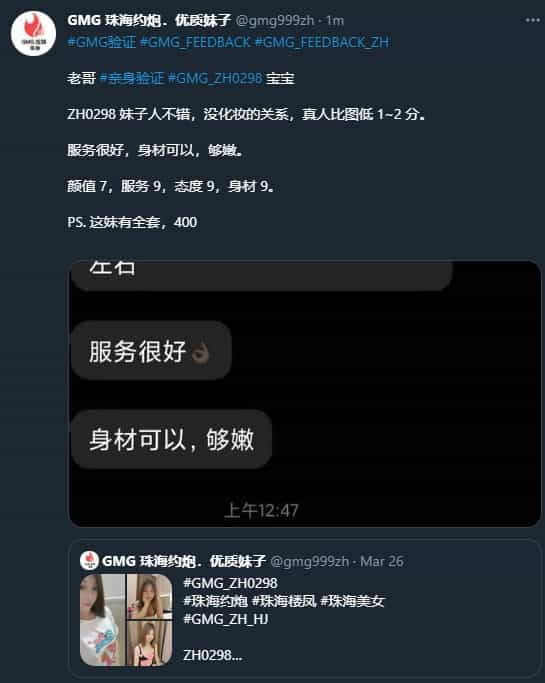 GMG 珠海约炮．优质妹子 @gmg999zh · 1m
#GMG验证 #GMG_FEEDBACK #GMG_FEEDBACK_ZH
老哥 #亲身验证 #GMG_ZH0298 宝宝
ZH0298 妹子人不错，没化妆的关系，真人比图低 1~2 分。
服务很好，身材可以，够嫩。
颜值 7，服务 9，态度 9，身材 9。
PS. 这妹有全套，400
左右
服务很好👌🏿
身材可以，够嫩
上午12:47
GMG 珠海约炮．优质妹子 @gmg999zh · Mar 26
#GMG_ZH0298
#珠海约炮 #珠海楼凤 #珠海美女
#GMG_ZH_HJ
ZH0298...